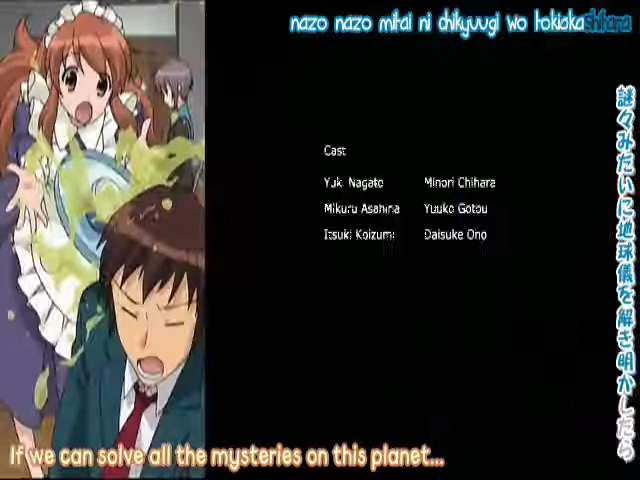 nazo nazo mitai ni chikyuugi wo tokiakashitara
謎々みたいに地球儀を解き明かしたら
Cast
Yuki Nagato Minori Chihara
Mikuru Asahina Yuuko Gotou
Itsuki Koizumi Daisuke Ono
If we can solve all the mysteries on this planet...